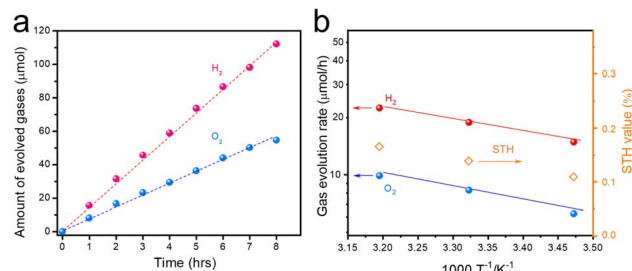 a
Amount of evolved gases (μmol)
120
100
80
60
40
20
0
H2
O2
0 1 2 3 4 5 6 7 8
Time (hrs)
b
Gas evolution rate (μmol/h)
50
40
30
20
10
H2
STH
O2
0.3
0.2
0.1
0.0
STH value (%)
3.15 3.20 3.25 3.30 3.35 3.40 3.45 3.50
1000 T-1/K-1